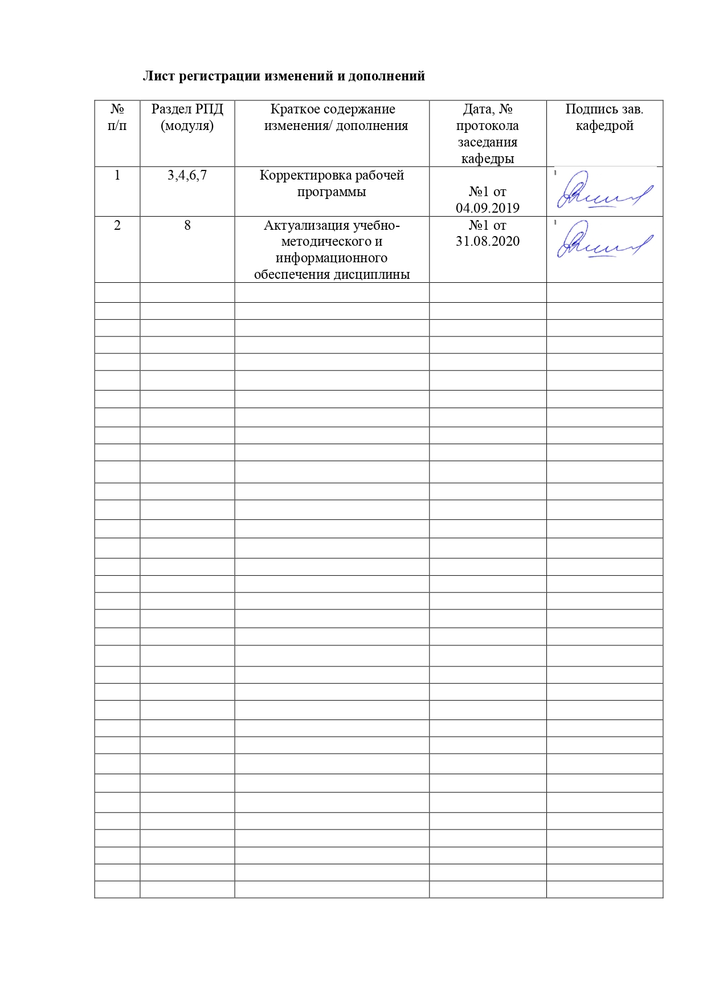 Лист регистрации изменений и дополнений
№
п/п
Раздел РПД
(модуля)
Краткое содержание
изменения/ дополнения
Дата, №
протокола
заседания
кафедры
Подпись зав.
кафедрой
1
3,4,6,7
Корректировка рабочей
программы
№1 от
04.09.2019
2
8
Актуализация учебно-
методического и
информационного
обеспечения дисциплины
№1 от
31.08.2020